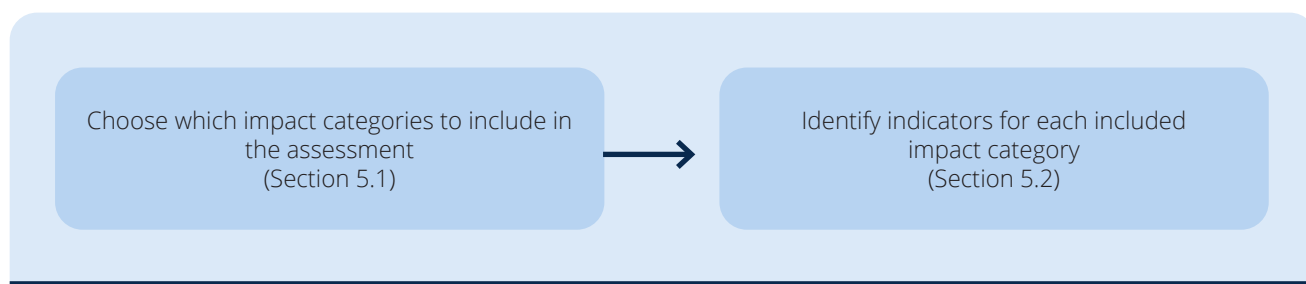 Choose which impact categories to include in
the assessment
(Section 5.1)
Identify indicators for each included
impact category
(Section 5.2)